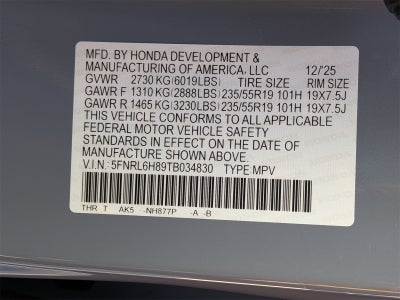 MFD. BY HONDA DEVELOPMENT &
MANUFACTURING OF AMERICA, LLC 12/25
GVWR 2730 KG (6019LBS) TIRE SIZE RIM SIZE
GAWR F 1310 KG (2888LBS) 235/55R19 101H 19X7.5J
GAWR R 1465 KG (3230LBS) 235/55R19 101H 19X7.5J
THIS VEHICLE CONFORMS TO ALL APPLICABLE
FEDERAL MOTOR VEHICLE SAFETY
STANDARDS IN EFFECT ON THE DATE OF
MANUFACTURE SHOWN ABOVE.
V.I.N.: 5FNRL6H89TB034830 TYPE MPV
THR T AK5 -NH877P -A -B